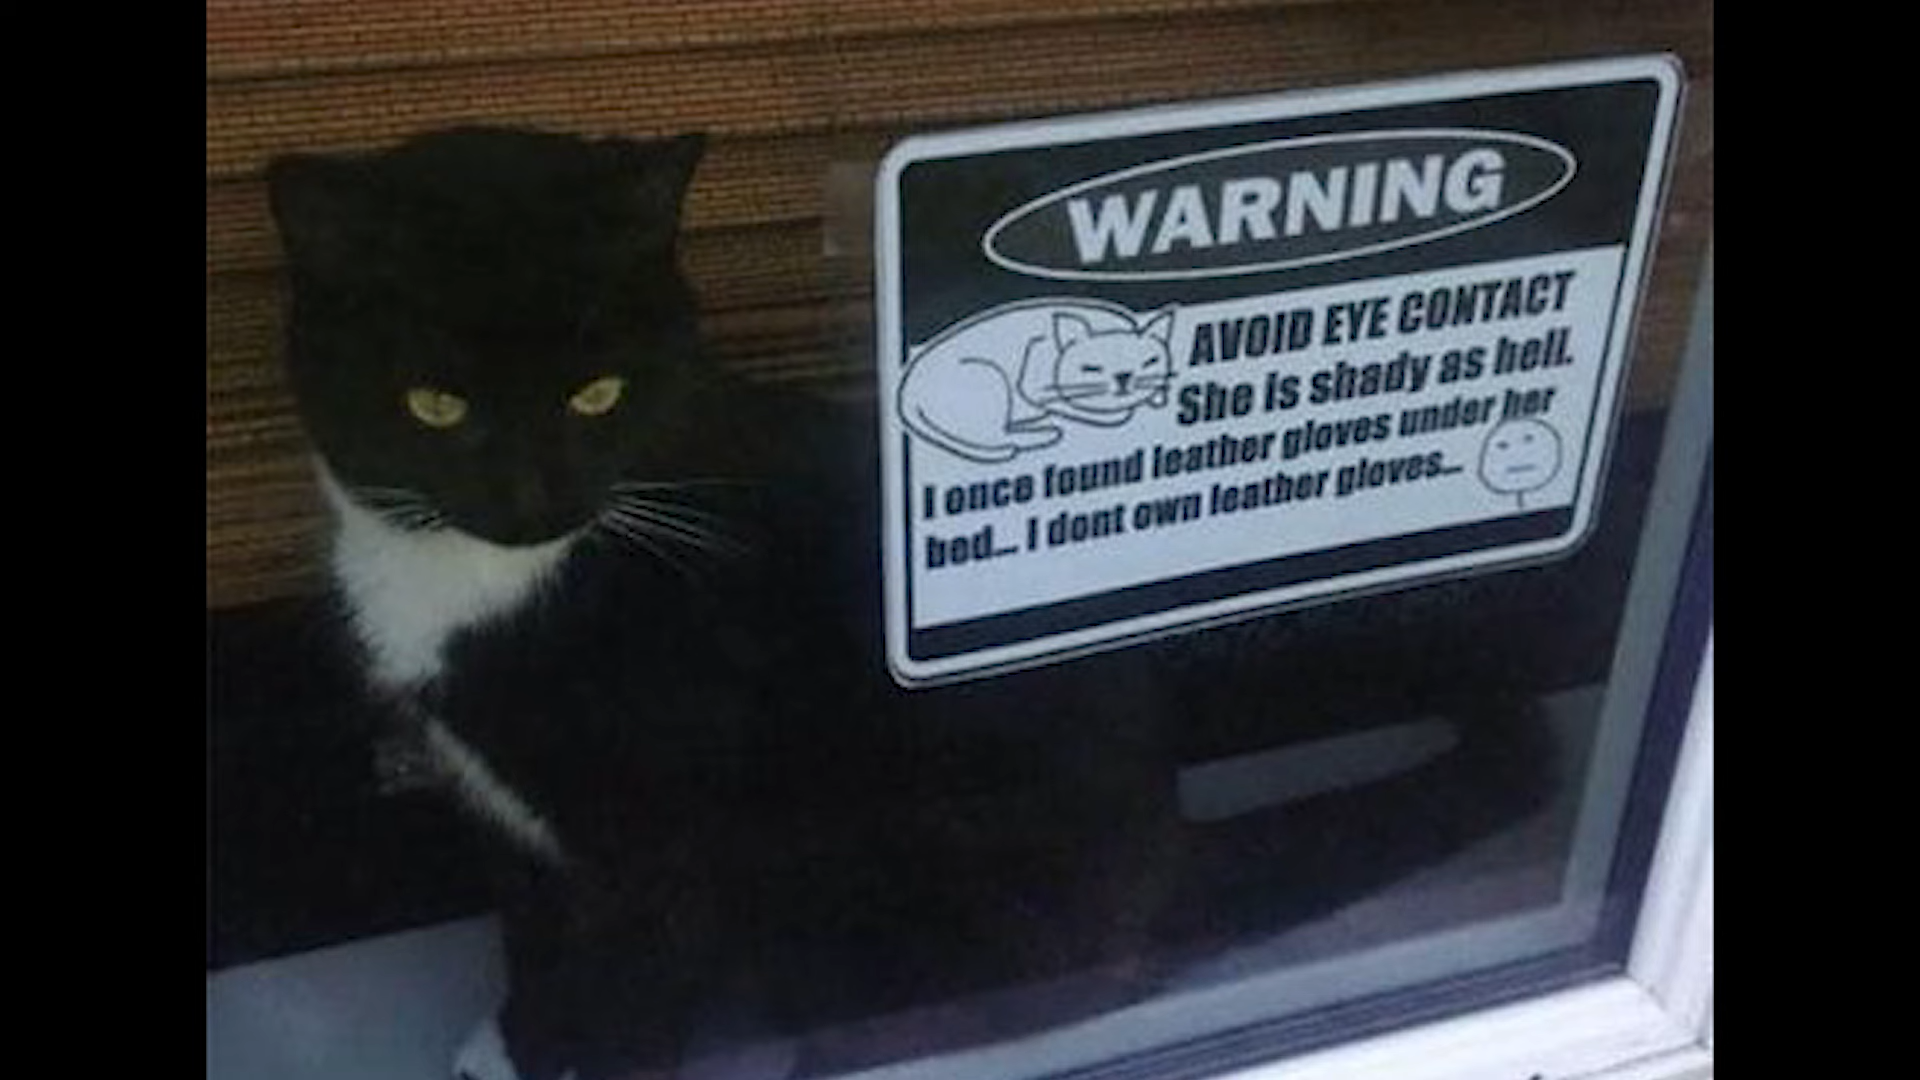 WARNING
AVOID EYE CONTACT
She is shady as hell.
I once found leather gloves under her
bed... I dont own leather gloves...